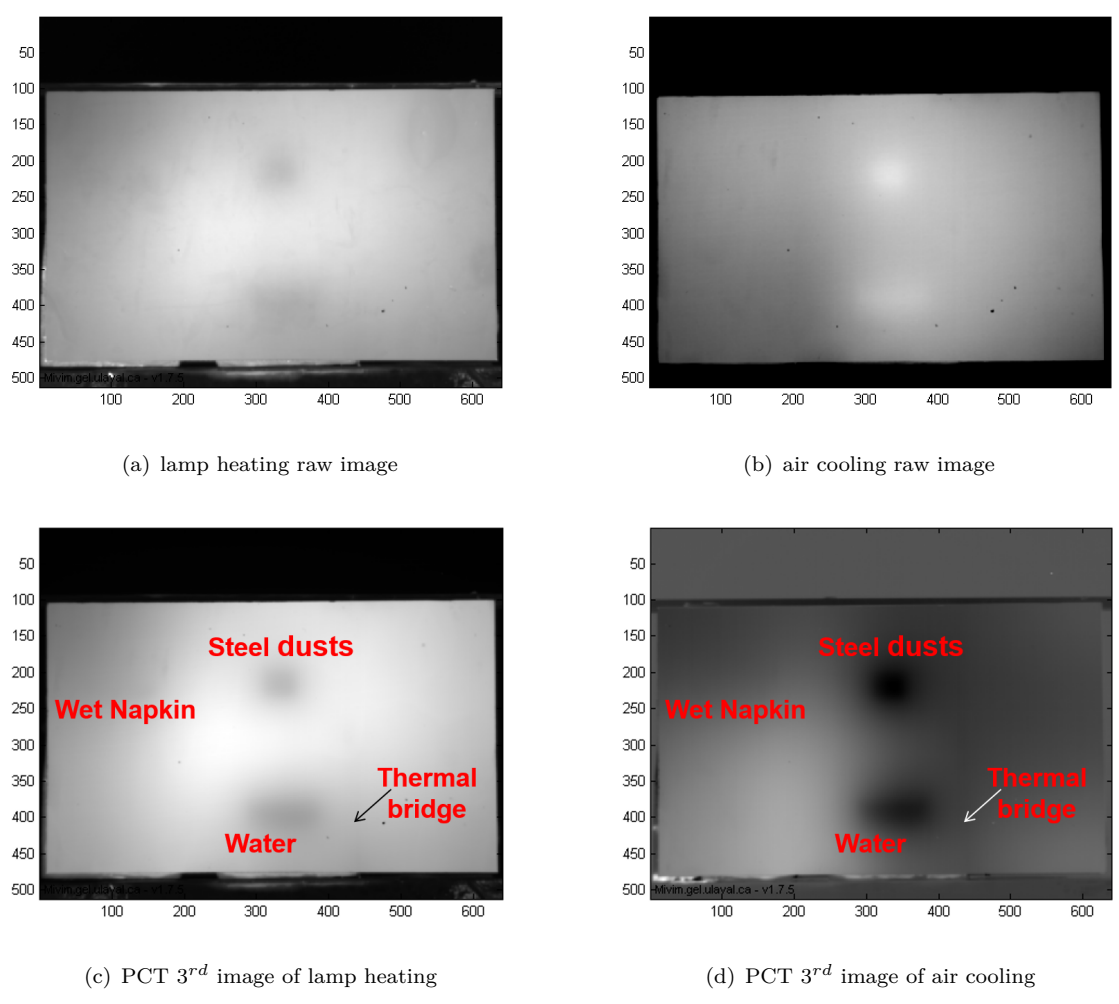 50
100
150
200
250
300
350
400
450
500
Mivim.gel.ulaval.ca - v1.7.5
100 200 300 400 500 600
(a) lamp heating raw image
50
100
150
200
250
300
350
400
450
500
100 200 300 400 500 600
(b) air cooling raw image
50
100
150
200
250
300
350
400
450
500
Steel dusts
Wet Napkin
Thermal
bridge
Water
Mivim.gel.ulaval.ca - v1.7.5
100 200 300 400 500 600
(c) PCT 3rd image of lamp heating
50
100
150
200
250
300
350
400
450
500
Steel dusts
Wet Napkin
Thermal
bridge
Water
Mivim.gel.ulaval.ca - v1.7.5
100 200 300 400 500 600
(d) PCT 3rd image of air cooling